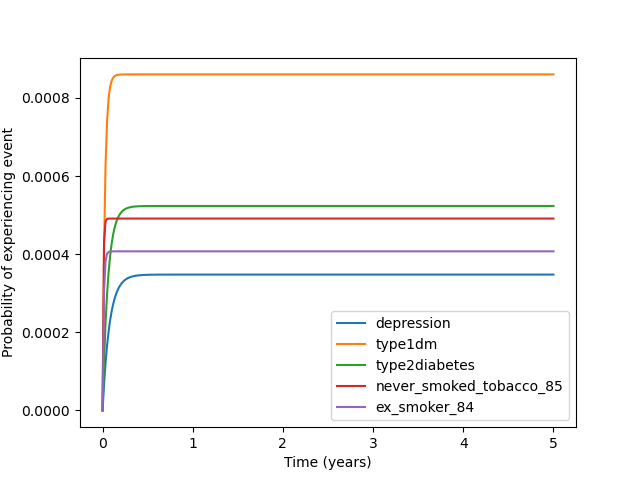 Probability of experiencing event
0.0008
0.0006
0.0004
0.0002
0.0000
depression
type1dm
type2diabetes
never_smoked_tobacco_85
ex_smoker_84
0 1 2 3 4 5
Time (years)